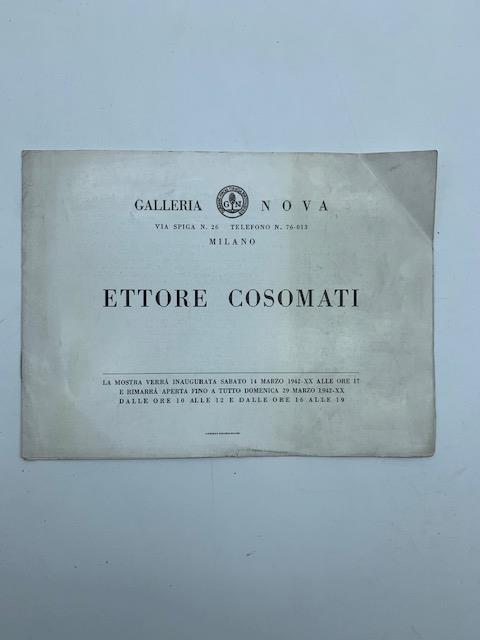 GALLERIA GN NOVA
VIA SPIGA N. 26 TELEFONO N. 76-013
MILANO
ETTORE COSOMATI
LA MOSTRA VERRÀ INAUGURATA SABATO 14 MARZO 1942-XX ALLE ORE 17
E RIMARRÀ APERTA FINO A TUTTO DOMENICA 29 MARZO 1942-XX
DALLE ORE 10 ALLE 12 E DALLE ORE 16 ALLE 19